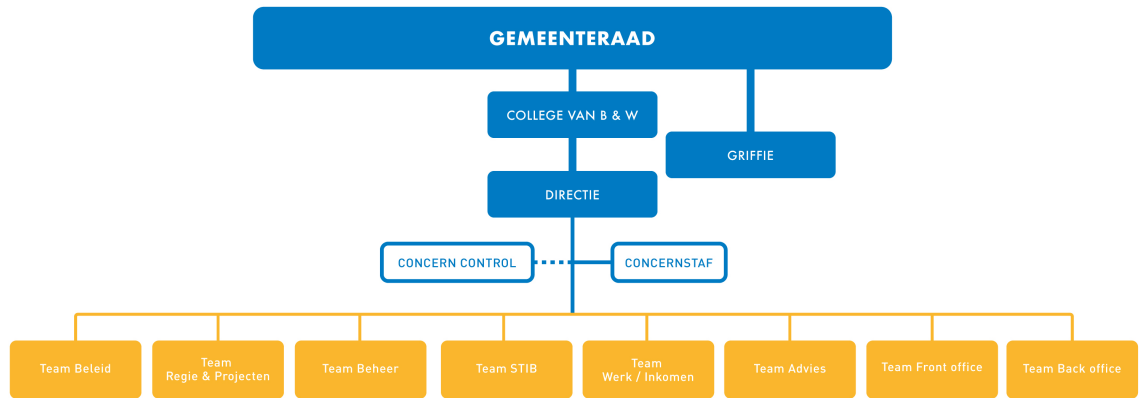 GEMEENTERAAD
COLLEGE VAN B & W
GRIFFIE
DIRECTIE
CONCERN CONTROL
CONCERNSTAF
Team Beleid
Team
Regie & Projecten
Team Beheer
Team STIB
Team
Werk / Inkomen
Team Advies
Team Front office
Team Back office